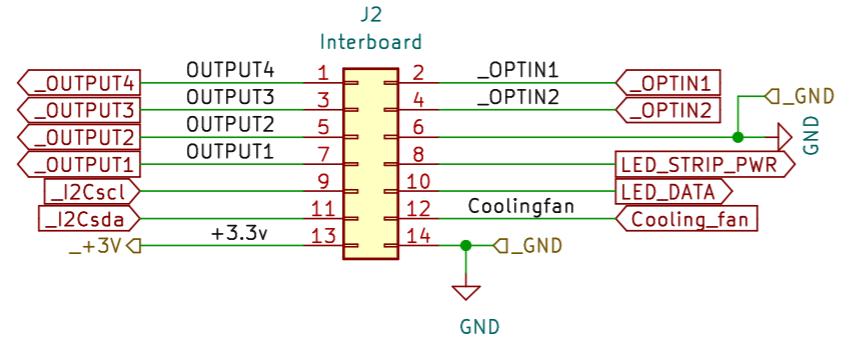 J2
Interboard
_OUTPUT4 OUTPUT4 1 2 _OPTIN1 _OPTIN1
_OUTPUT3 OUTPUT3 3 4 _OPTIN2 _OPTIN2
_GND
_OUTPUT2 OUTPUT2 5 6 GND
_OUTPUT1 OUTPUT1 7 8 LED_STRIP_PWR
_I2Cscl 9 10 LED_DATA
_I2Csda 11 12 Coolingfan Cooling_fan
_+3V +3.3v 13 14 _GND
GND